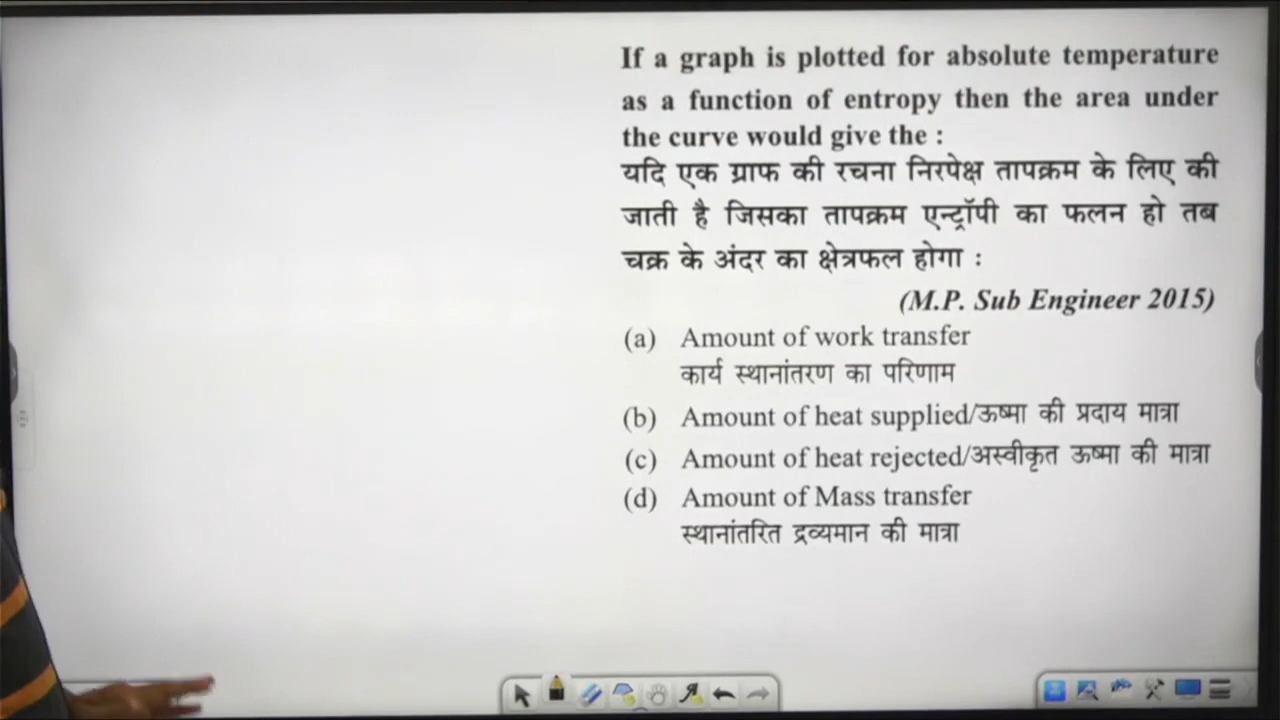 If a graph is plotted for absolute temperature
as a function of entropy then the area under
the curve would give the :
यदि एक ग्राफ की रचना निरपेक्ष तापक्रम के लिए की
जाती है जिसका तापक्रम एन्ट्रॉपी का फलन हो तब
चक्र के अंदर का क्षेत्रफल होगा :
(M.P. Sub Engineer 2015)
(a) Amount of work transfer
कार्य स्थानांतरण का परिणाम
(b) Amount of heat supplied/ऊष्मा की प्रदाय मात्रा
(c) Amount of heat rejected/अस्वीकृत ऊष्मा की मात्रा
(d) Amount of Mass transfer
स्थानांतरित द्रव्यमान की मात्रा